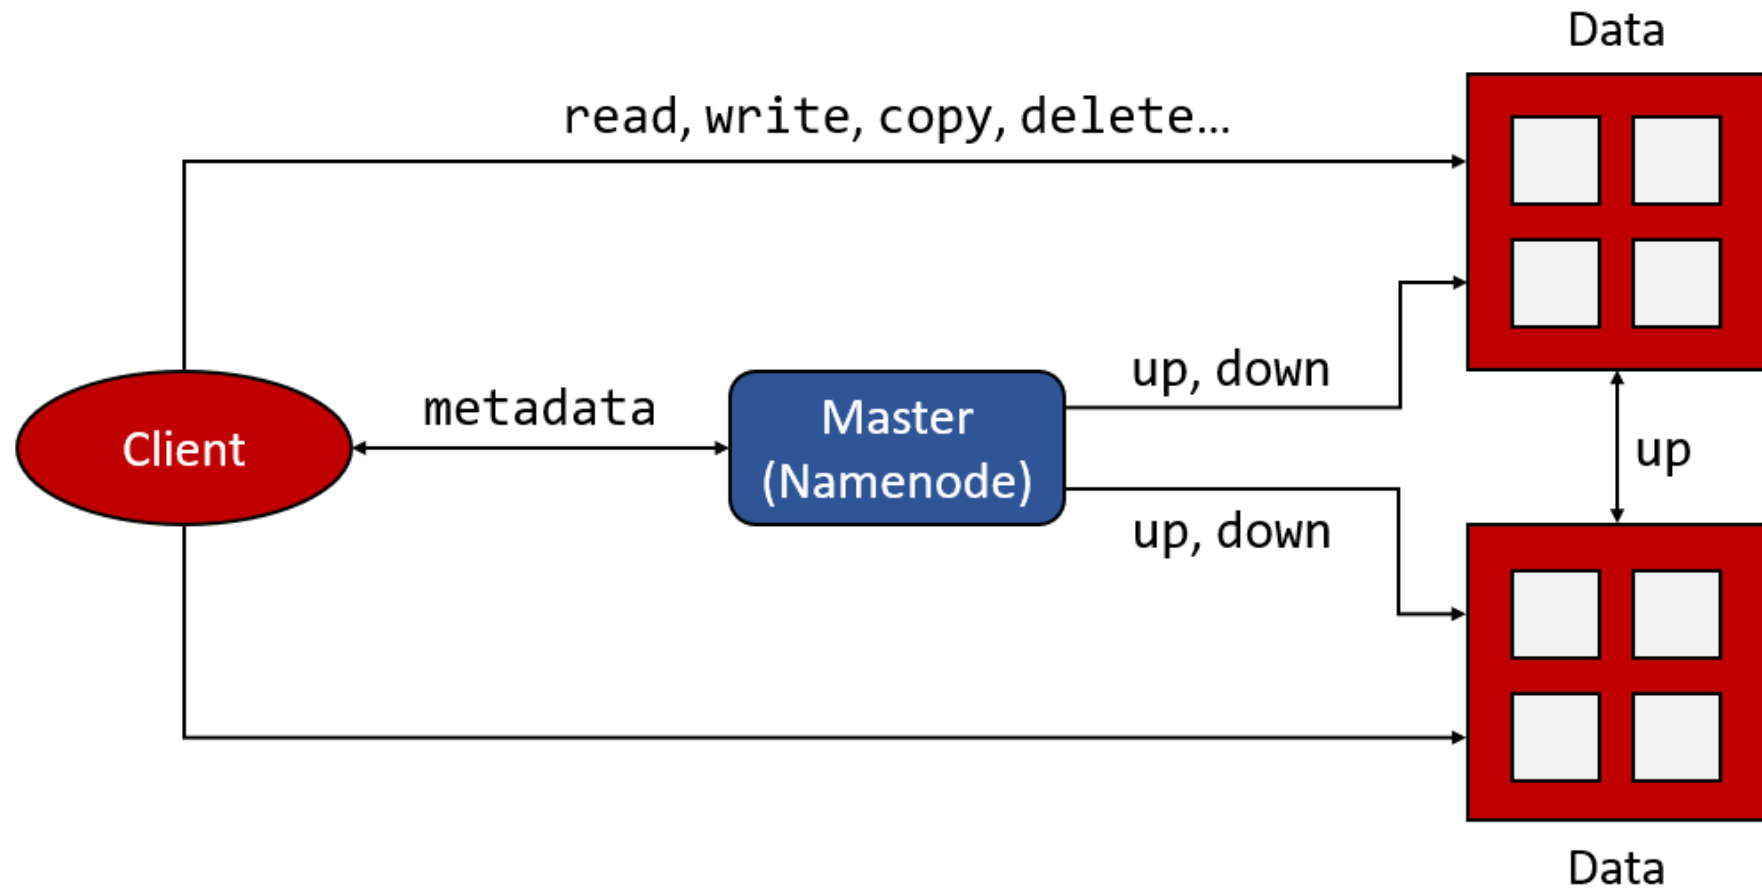 Data
read, write, copy, delete...
up, down
metadata
Client
Master
(Namenode)
up
up, down
Data